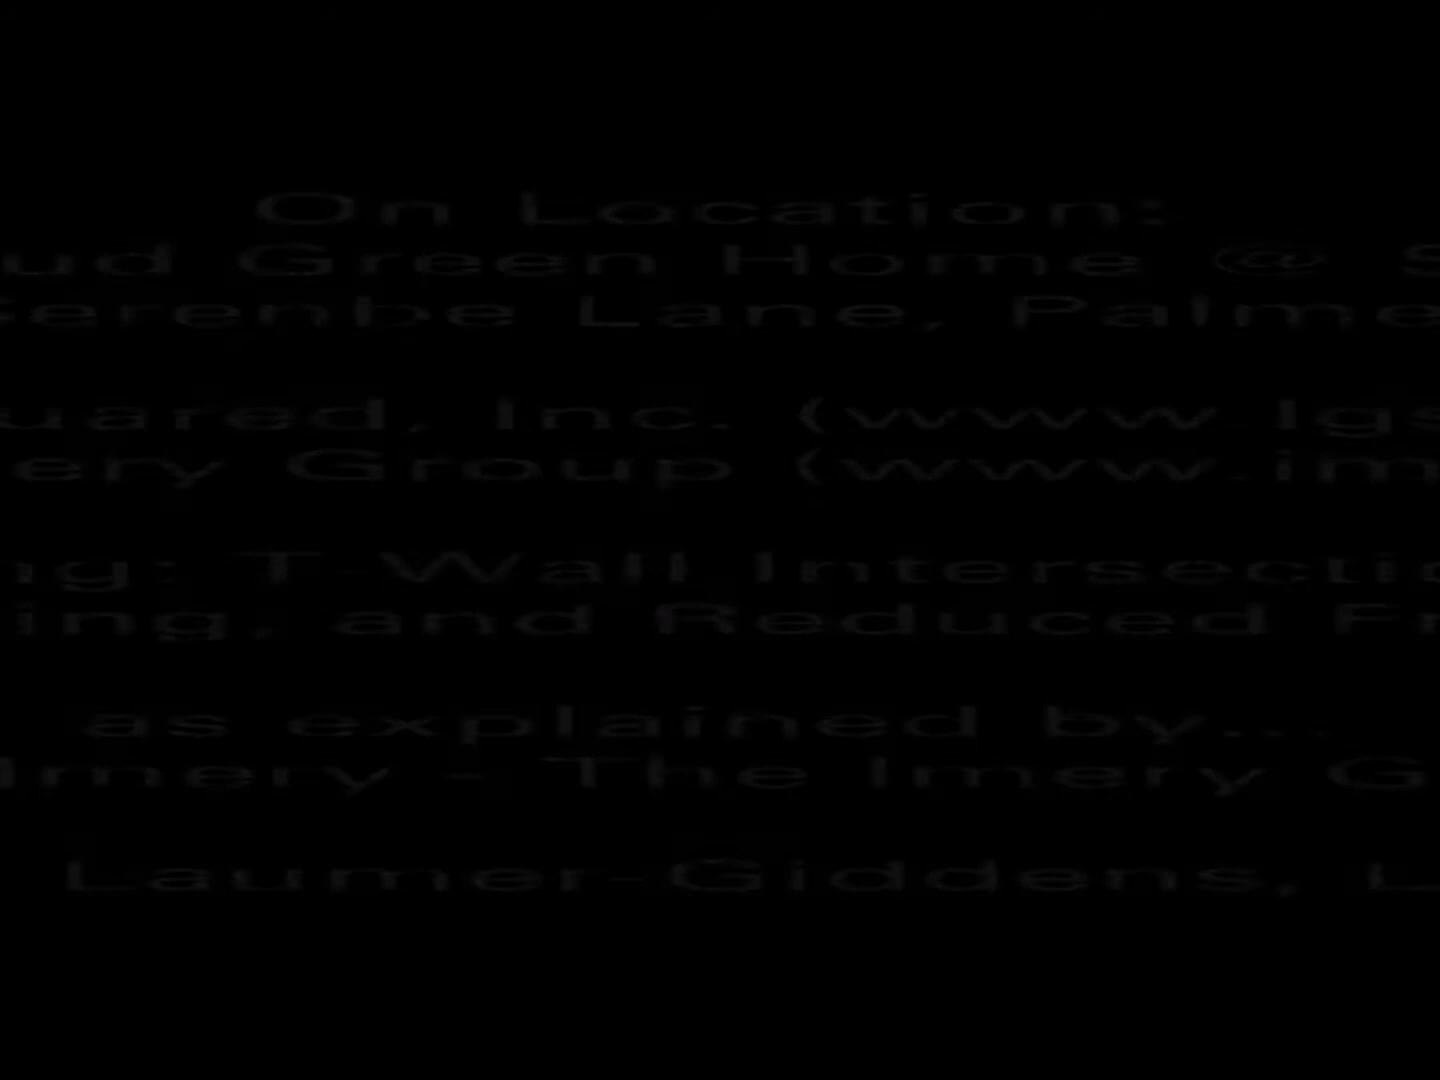 On Location:
ud Green Home @ S
erenbe Lane, Palme
uared, Inc. (www.lgs
ery Group (www.im
ng: T-Wall Intersectio
ing, and Reduced Fr
as explained by...
Imery - The Imery G
Laumer-Giddens, L